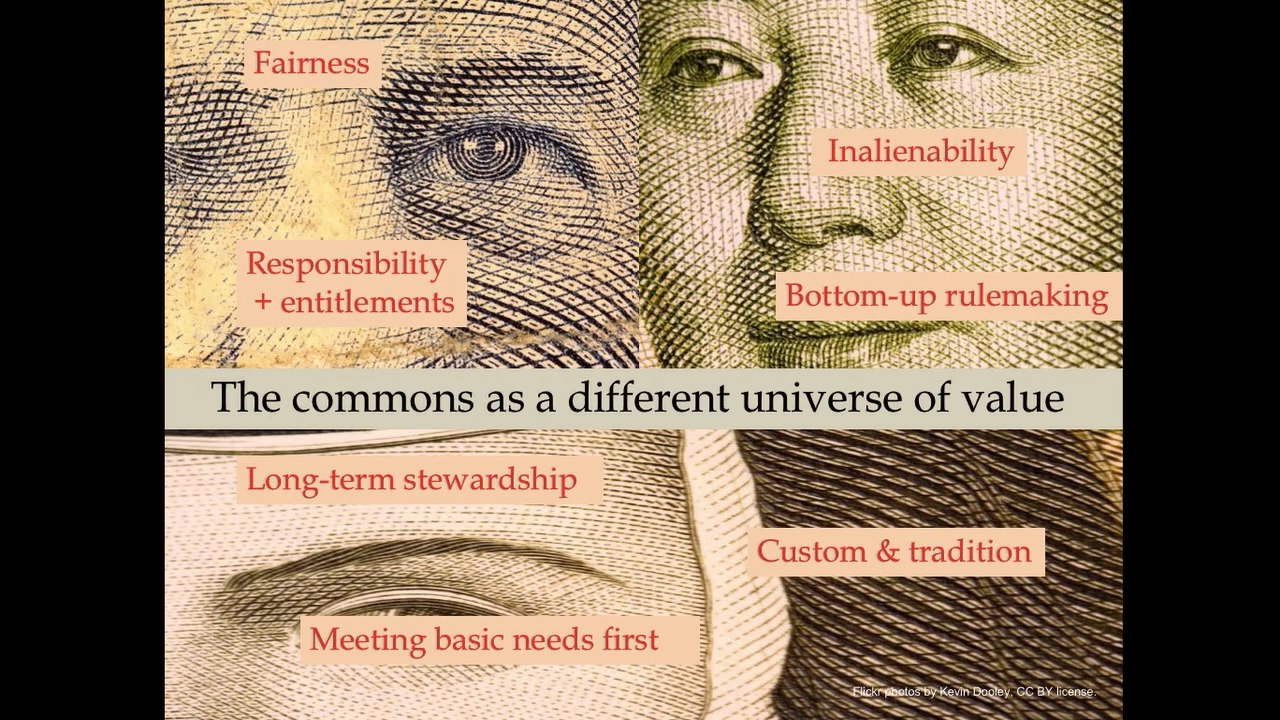 Fairness
Inalienability
Responsibility
+ entitlements
Bottom-up rulemaking
The commons as a different universe of value
Long-term stewardship
Custom & tradition
Meeting basic needs first
Flickr photos by Kevin Dooley, CC BY license.